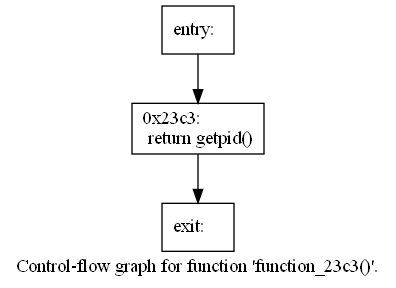 entry:
0x23c3:
return getpid()
exit:
Control-flow graph for function 'function_23c3()'.